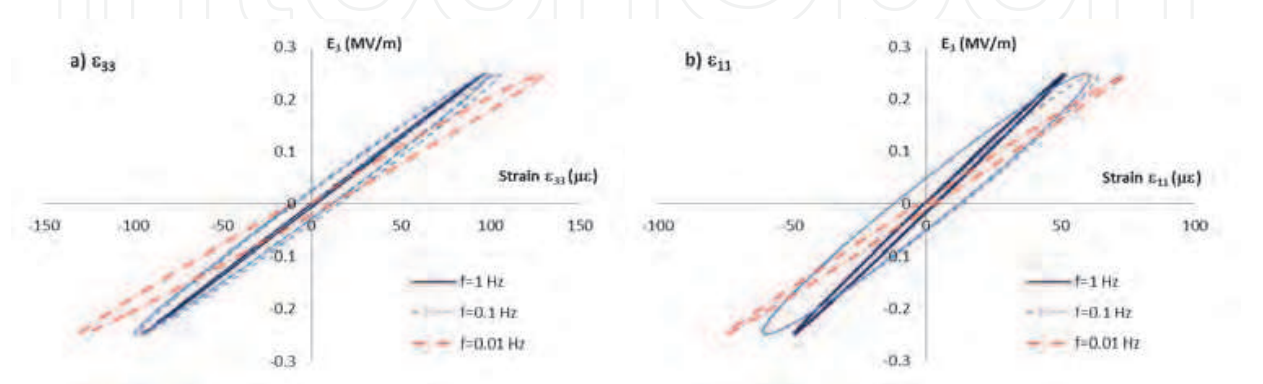 a) ε₃₃
E₃ (MV/m)
0.3
0.2
0.1
0
-0.1
-0.2
-0.3
-150
-100
-50
0
50
100
150
Strain ε₃₃ (με)
f=1 Hz
f=0.1 Hz
f=0.01 Hz
b) ε₁₁
E₃ (MV/m)
0.3
0.2
0.1
0
-0.1
-0.2
-0.3
-100
-50
0
50
100
Strain ε₁₁ (με)
f=1 Hz
f=0.1 Hz
f=0.01 Hz